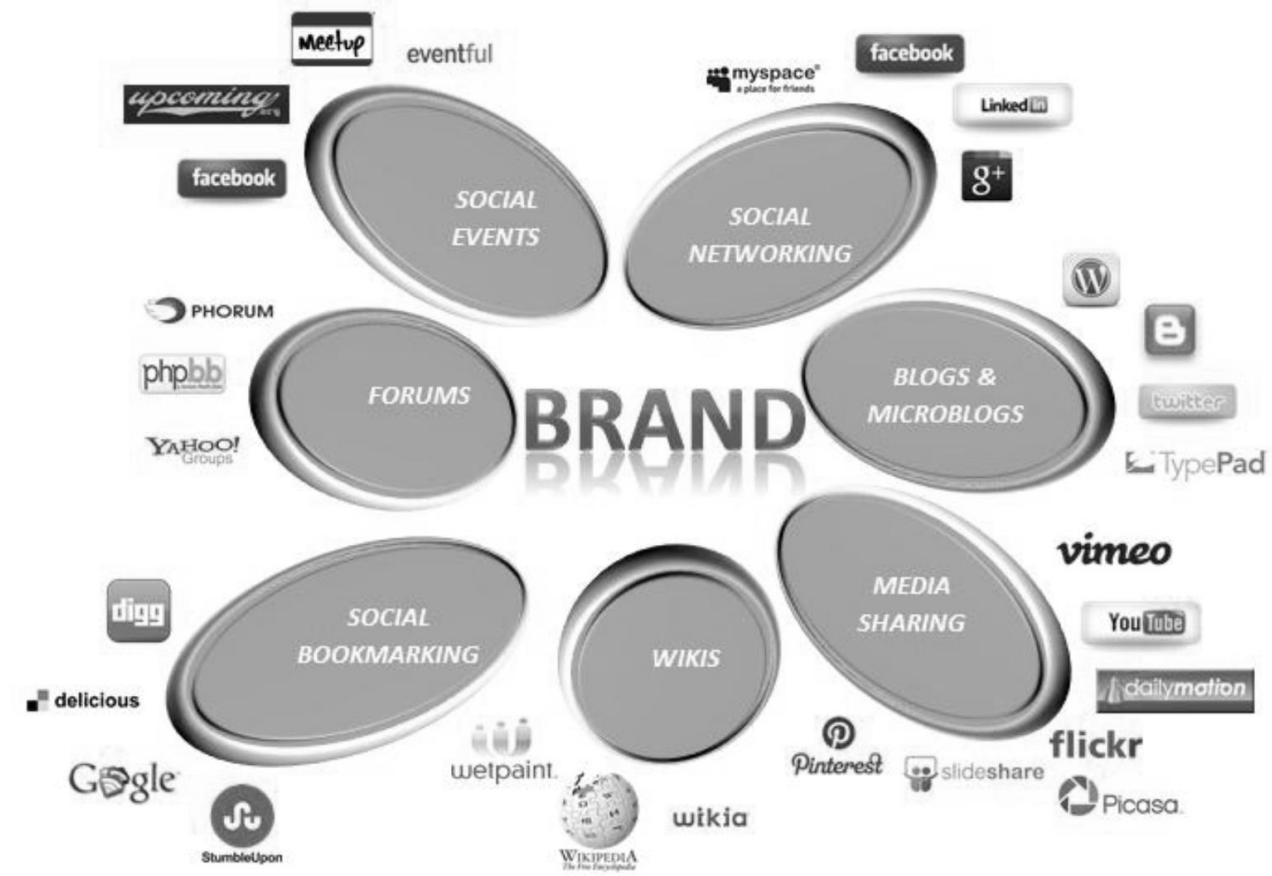 meetup
eventful
upcoming
facebook
SOCIAL
EVENTS
myspace®
a place for friends
facebook
Linked in
g+
SOCIAL
NETWORKING
PHORUM
phpbb
YAHOO!
Groups
FORUMS
BRAND
W
B
twitter
TypePad
BLOGS &
MICROBLOGS
digg
delicious
Google
StumbleUpon
SOCIAL
BOOKMARKING
wetpaint.
WIKIPEDIA
The Free Encyclopedia
wikia
WIKIS
MEDIA
SHARING
vimeo
YouTube
dailymotion
flickr
Pinterest
slideshare
Picasa